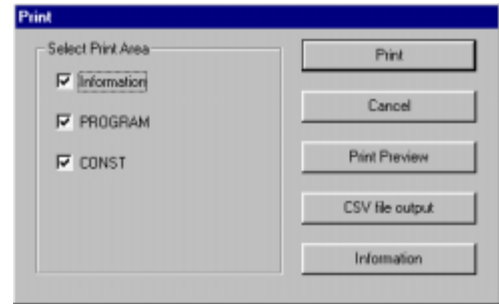 Print
Select Print Area
Information
PROGRAM
CONST
Print
Cancel
Print Preview
CSV file output
Information